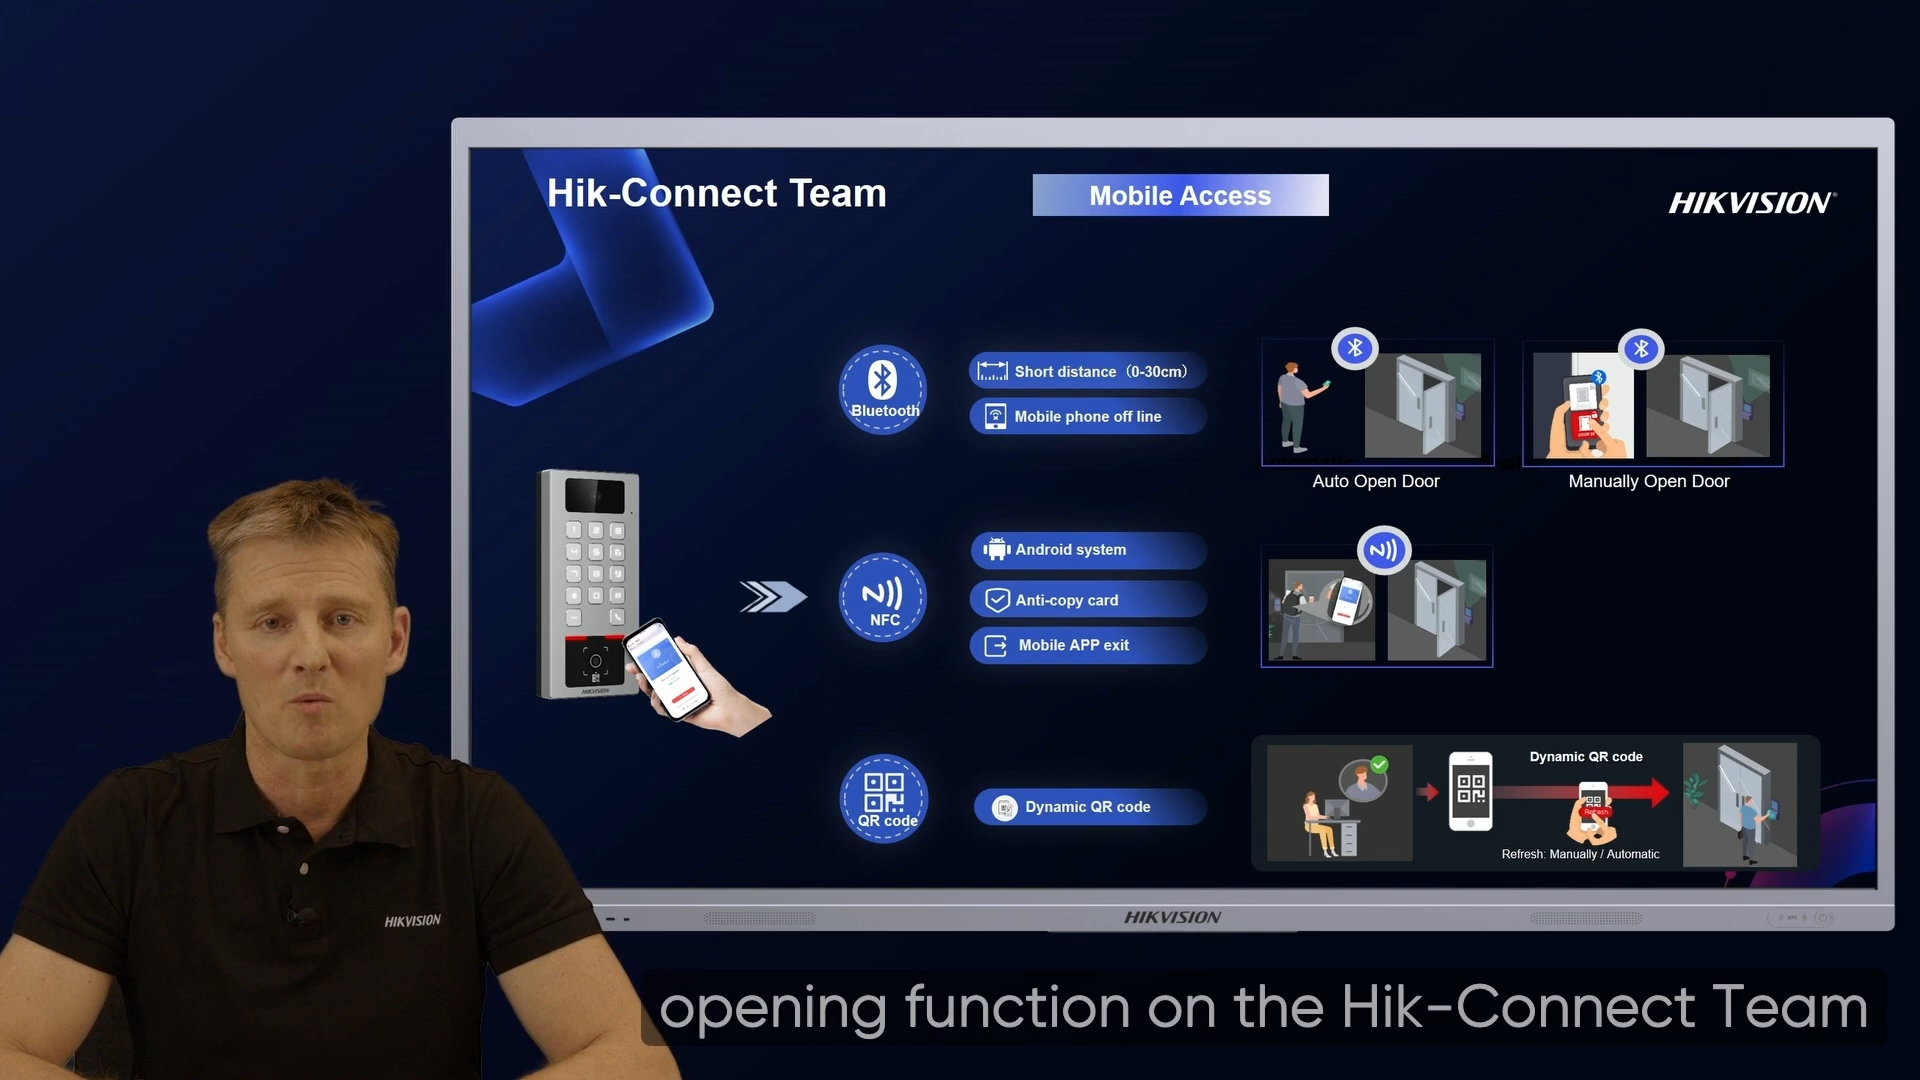 Hik-Connect Team
Mobile Access
HIKVISION
Bluetooth
Short distance (0-30cm)
Mobile phone off line
Auto Open Door
Manually Open Door
NFC
Android system
Anti-copy card
Mobile APP exit
QR code
Dynamic QR code
Dynamic QR code
Refresh
Refresh: Manually / Automatic
HIKVISION
HIKVISION
HIKVISION
opening function on the Hik-Connect Team